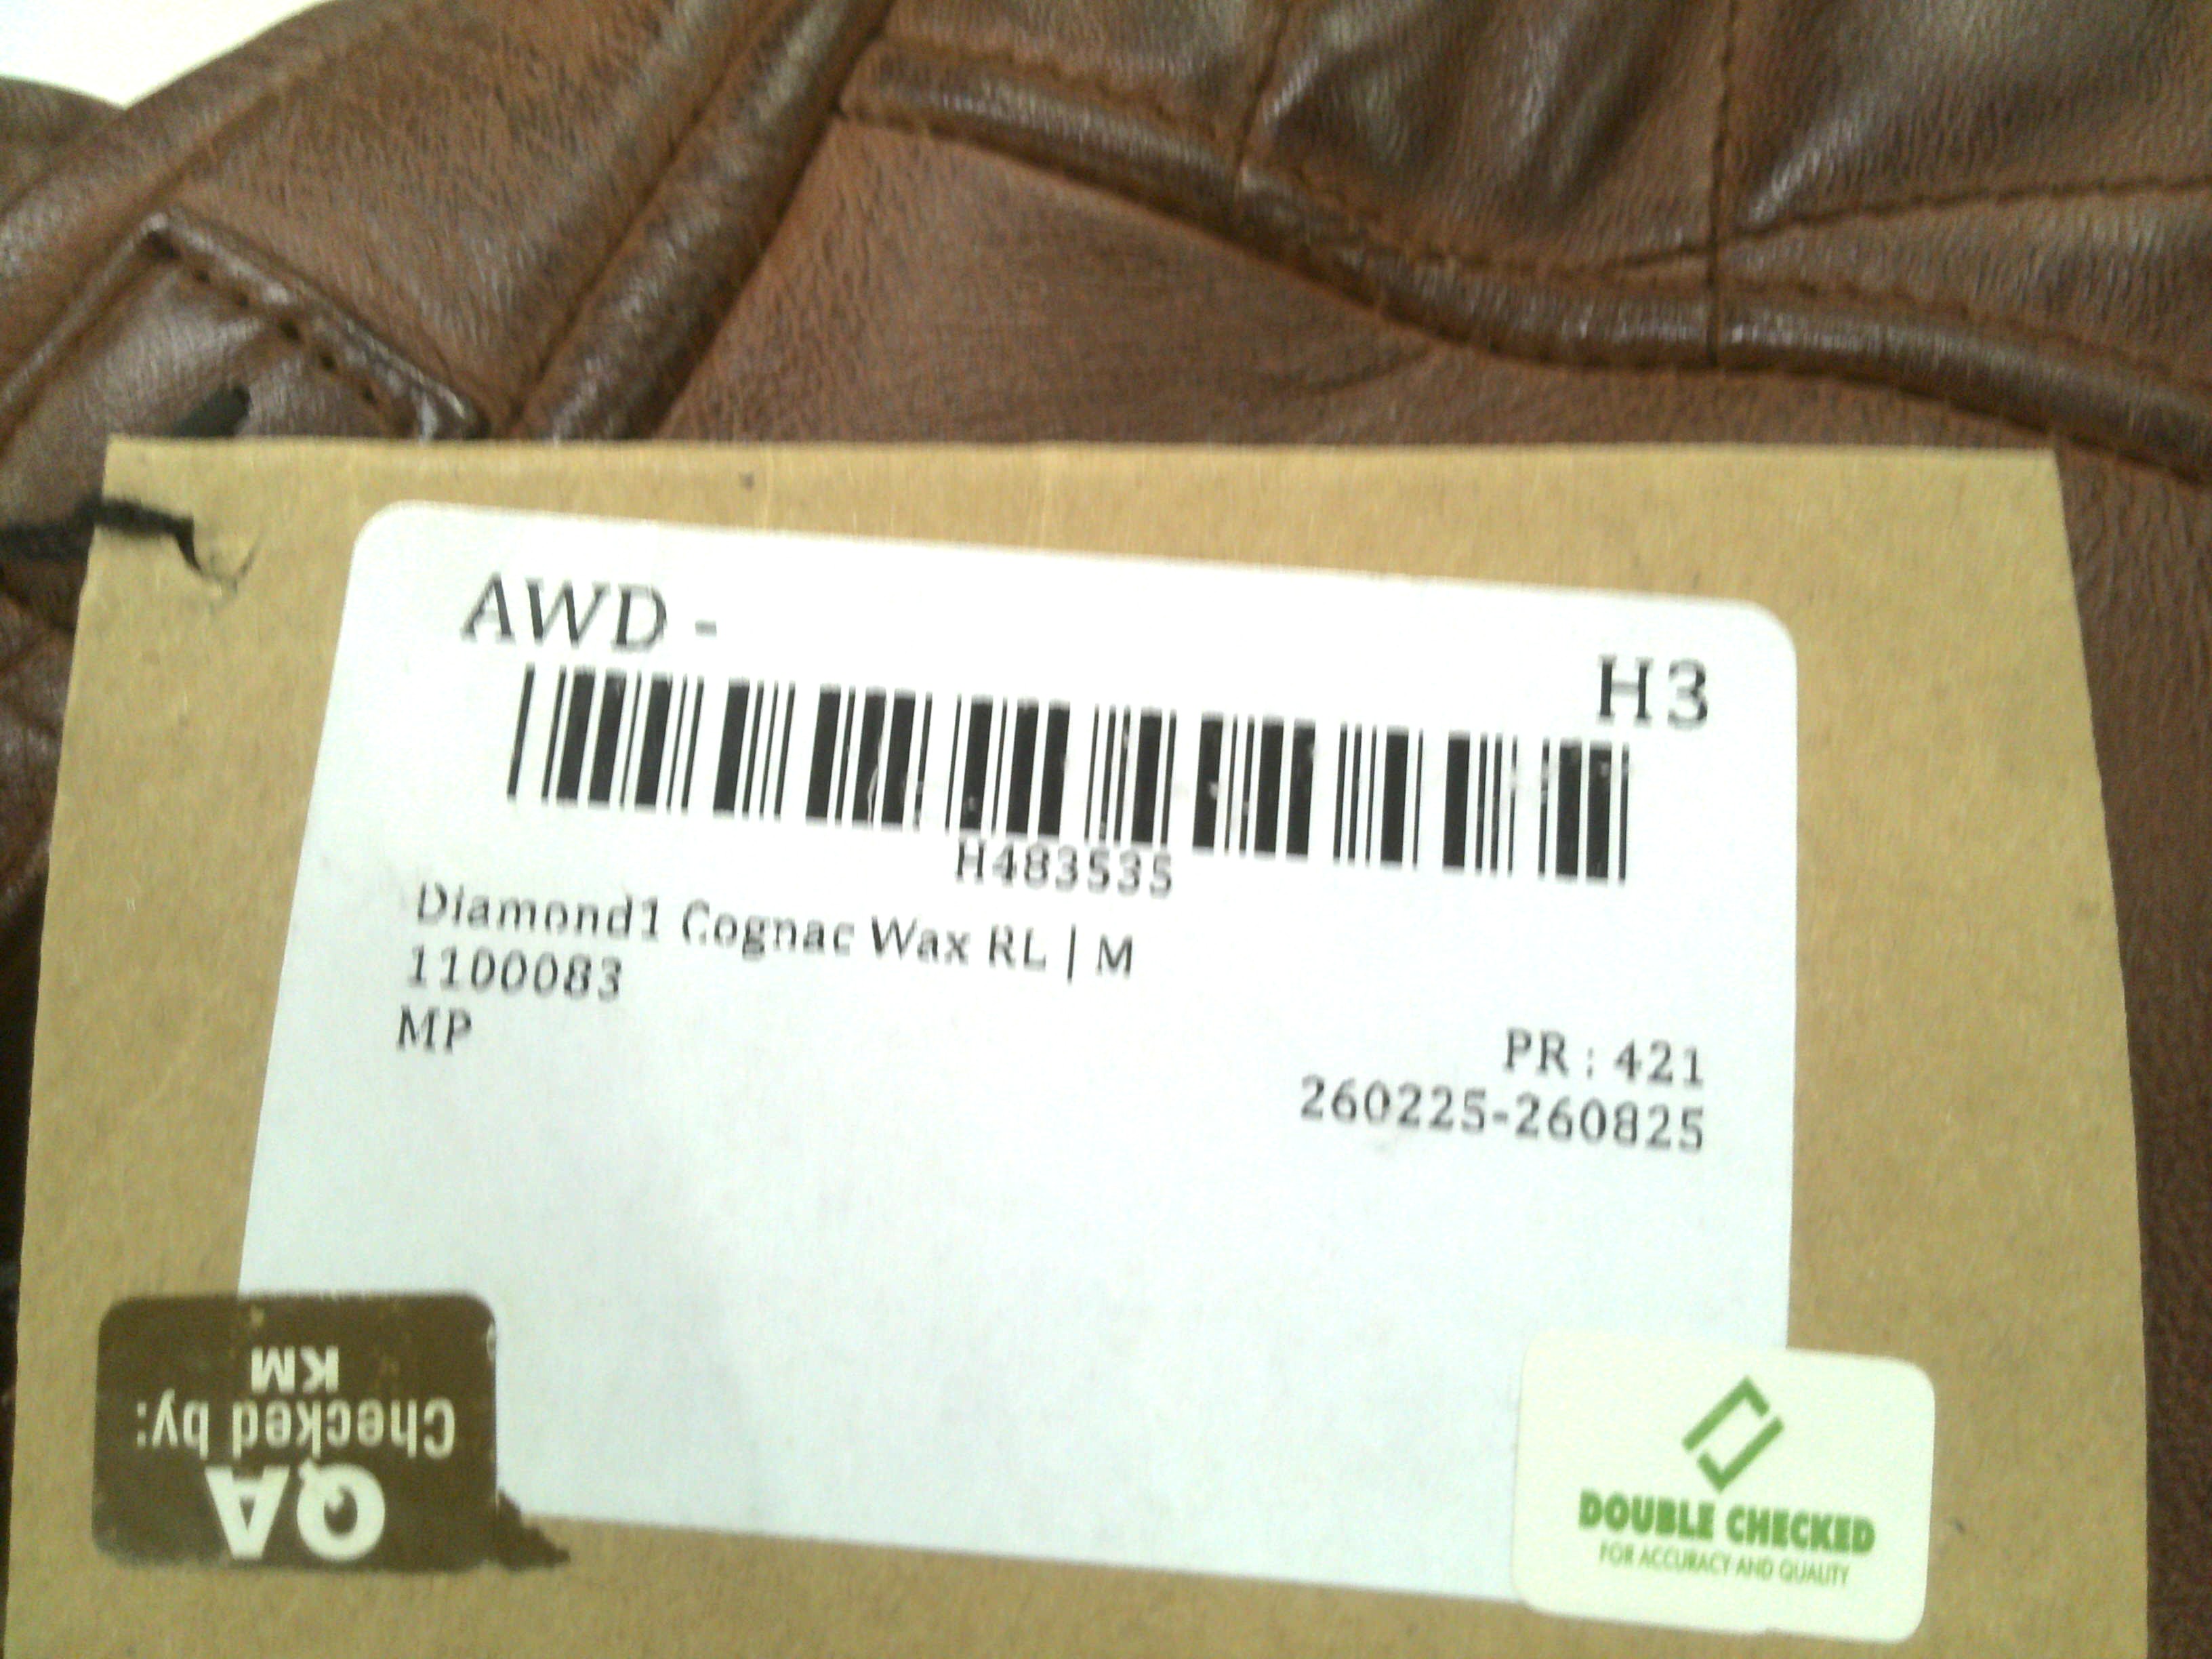 AWD -
H3
H483535
Diamond1 Cognac Wax RL | M
1100083
MP
PR : 421
260225-260825
QA
Checked by:
KM
DOUBLE CHECKED
FOR ACCURACY AND QUALITY